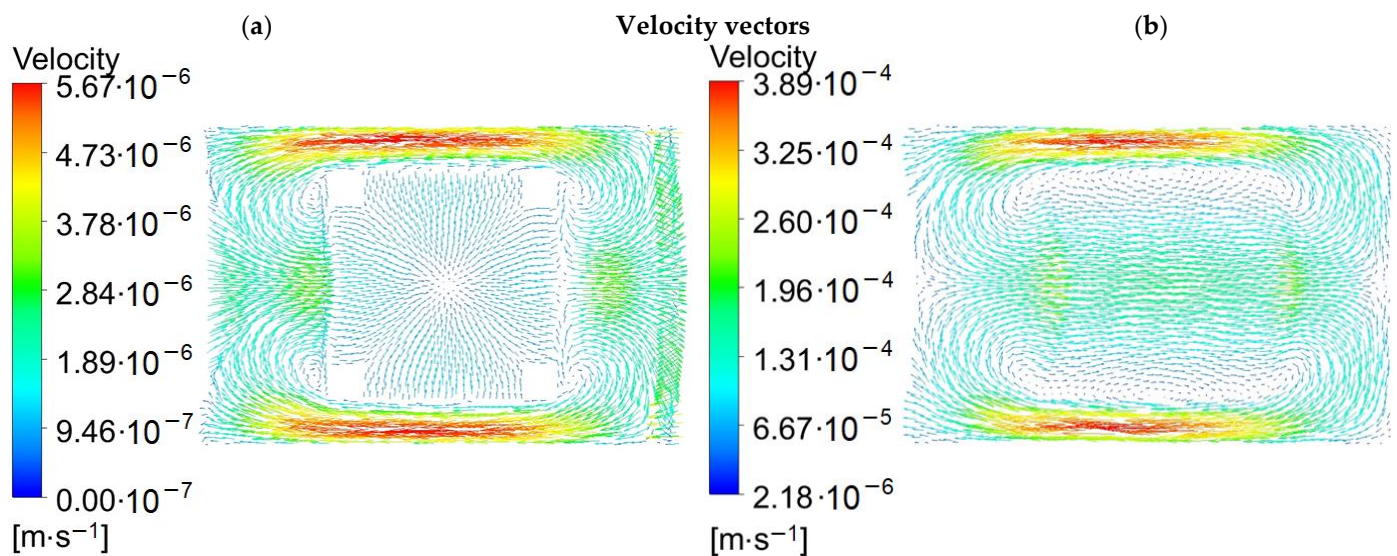 (a)
Velocity vectors
(b)
Velocity
5.67·10⁻⁶
4.73·10⁻⁶
3.78·10⁻⁶
2.84·10⁻⁶
1.89·10⁻⁶
9.46·10⁻⁷
0.00·10⁻⁷
[m·s⁻¹]
Velocity
3.89·10⁻⁴
3.25·10⁻⁴
2.60·10⁻⁴
1.96·10⁻⁴
1.31·10⁻⁴
6.67·10⁻⁵
2.18·10⁻⁶
[m·s⁻¹]